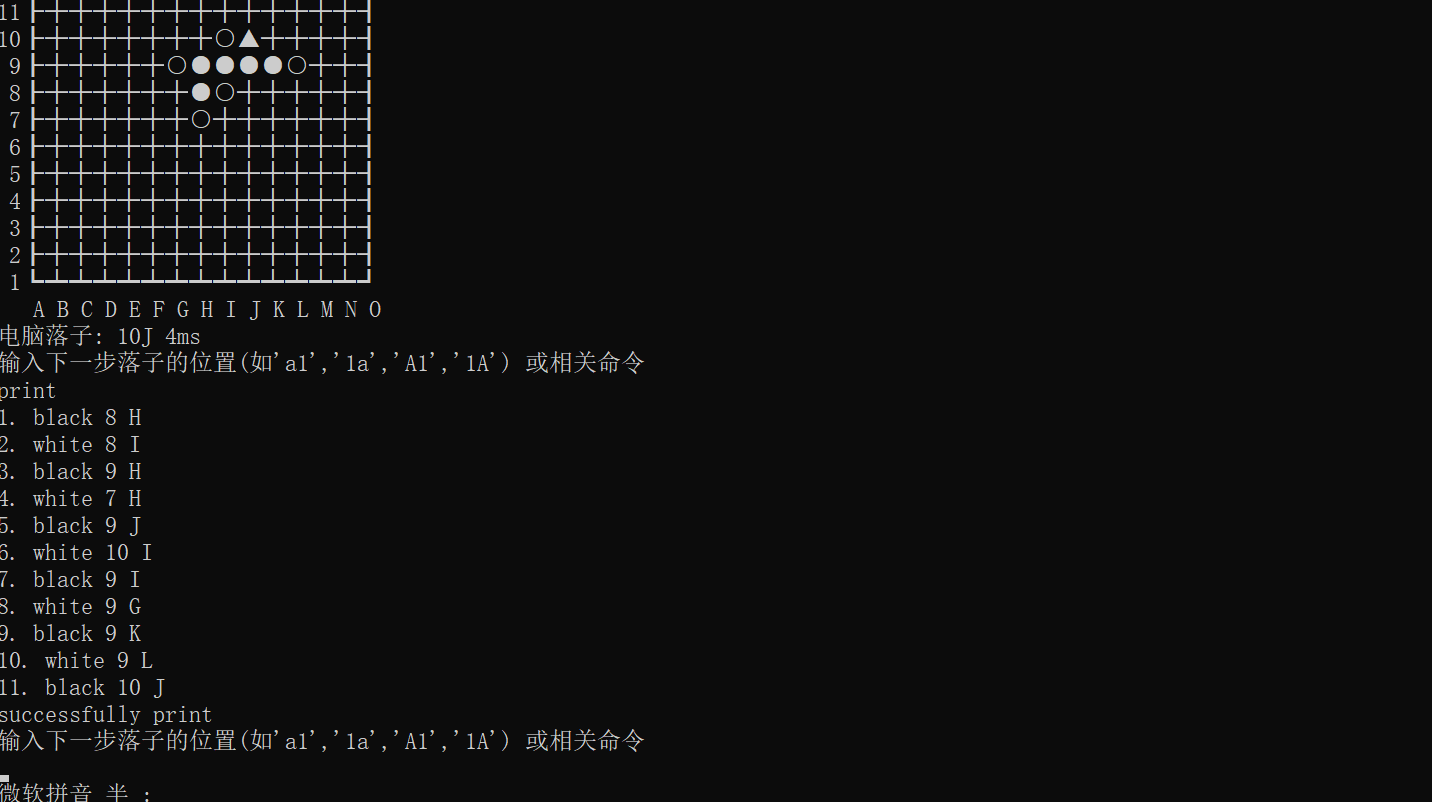 11
10
9
8
7
6
5
4
3
2
1
A B C D E F G H I J K L M N O
电脑落子: 10J 4ms
输入下一步落子的位置(如'a1','1a','A1','1A') 或相关命令
print
1. black 8 H
2. white 8 I
3. black 9 H
4. white 7 H
5. black 9 J
6. white 10 I
7. black 9 I
8. white 9 G
9. black 9 K
10. white 9 L
11. black 10 J
successfully print
输入下一步落子的位置(如'a1','1a','A1','1A') 或相关命令
微软拼音 半 :